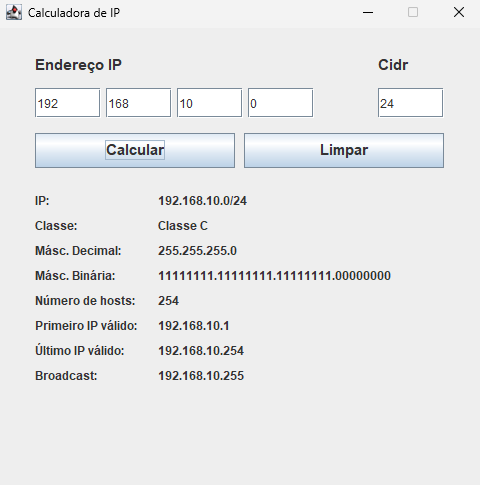 Calculadora de IP
Endereço IP Cidr
192 168 10 0 24
Calcular Limpar
IP: 192.168.10.0/24
Classe: Classe C
Másc. Decimal: 255.255.255.0
Másc. Binária: 11111111.11111111.11111111.00000000
Número de hosts: 254
Primeiro IP válido: 192.168.10.1
Último IP válido: 192.168.10.254
Broadcast: 192.168.10.255